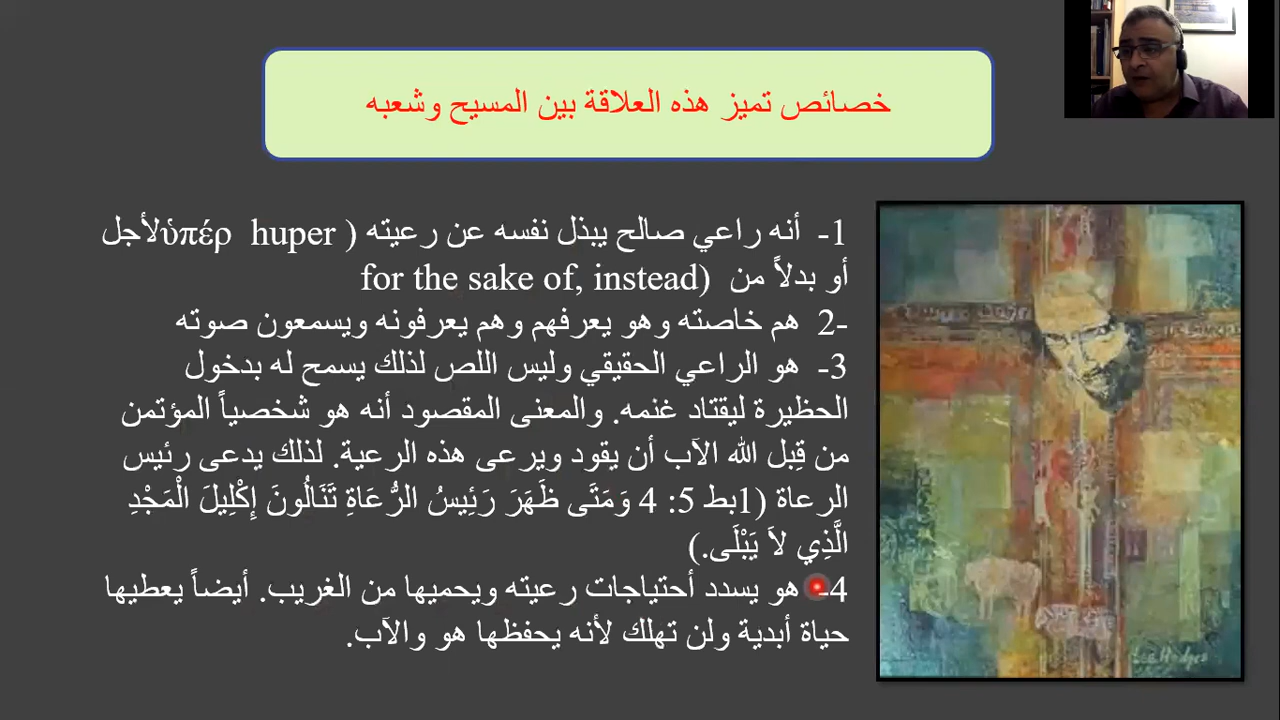 خصائص تميز هذه العلاقة بين المسيح وشعبه
1- أنه راعي صالح يبذل نفسه عن رعيته ( ὑπέρ huper لأجل
أو بدلاً من (for the sake of, instead
2- هم خاصته وهو يعرفهم وهم يعرفونه ويسمعون صوته
3- هو الراعي الحقيقي وليس اللص لذلك يسمح له بدخول
الحظيرة ليقتاد غنمه. والمعنى المقصود أنه هو شخصياً المؤتمن
من قِبل الله الآب أن يقود ويرعى هذه الرعية. لذلك يدعى رئيس
الرعاة (1بط 5: 4 وَمَتَى ظَهَرَ رَئِيسُ الرُّعَاةِ تَنَالُونَ إِكْلِيلَ الْمَجْدِ
الَّذِي لاَ يَبْلَى.)
4- هو يسدد أحتياجات رعيته ويحميها من الغريب. أيضاً يعطيها
حياة أبدية ولن تهلك لأنه يحفظها هو والآب.
Lee Hodges